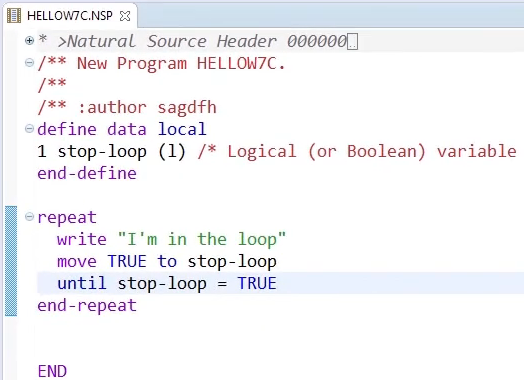 HELLOW7C.NSP
* >Natural Source Header 000000..
/** New Program HELLOW7C.
/**
/** :author sagdfh
define data local
1 stop-loop (l) /* Logical (or Boolean) variable
end-define
repeat
write "I'm in the loop"
move TRUE to stop-loop
until stop-loop = TRUE
end-repeat
END